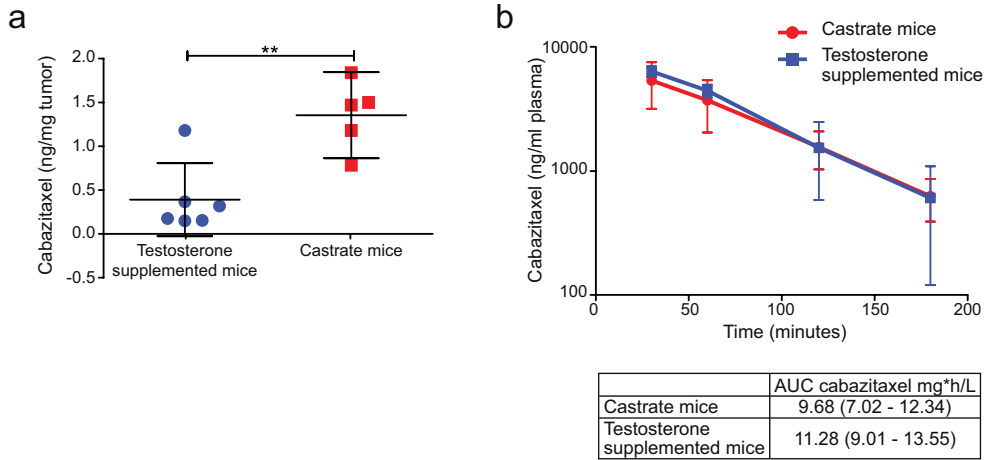 a
**
2.0
1.5
1.0
0.5
0.0
-0.5
Cabazitaxel (ng/mg tumor)
Testosterone
supplemented mice
Castrate mice
b
Castrate mice
Testosterone
supplemented mice
10000
1000
100
Cabazitaxel (ng/ml plasma)
0 50 100 150 200
Time (minutes)
AUC cabazitaxel mg*h/L
Castrate mice 9.68 (7.02 - 12.34)
Testosterone
supplemented mice 11.28 (9.01 - 13.55)